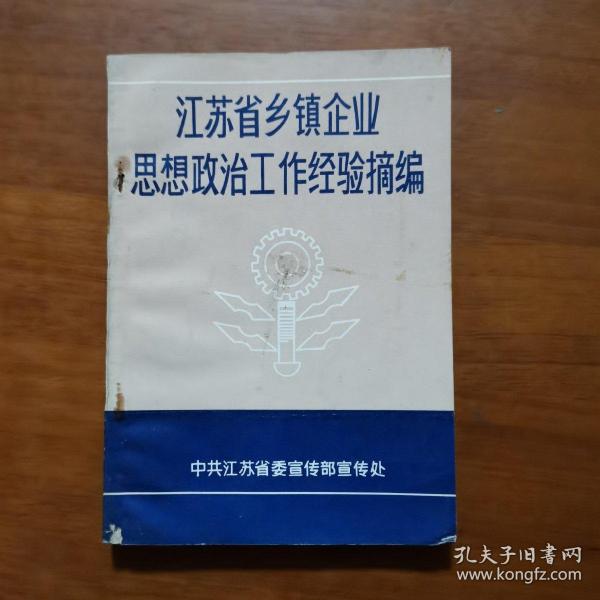 江苏省乡镇企业
思想政治工作经验摘编
中共江苏省委宣传部宣传处
孔夫子旧书网
www.kongfz.com